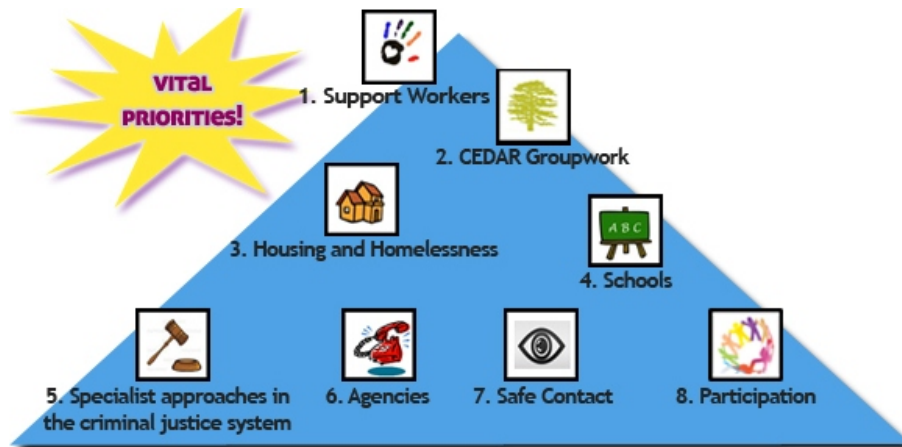 VITAL
PRIORITIES!
1. Support Workers
2. CEDAR Groupwork
3. Housing and Homelessness
A B C
4. Schools
5. Specialist approaches in
the criminal justice system
6. Agencies
7. Safe Contact
8. Participation